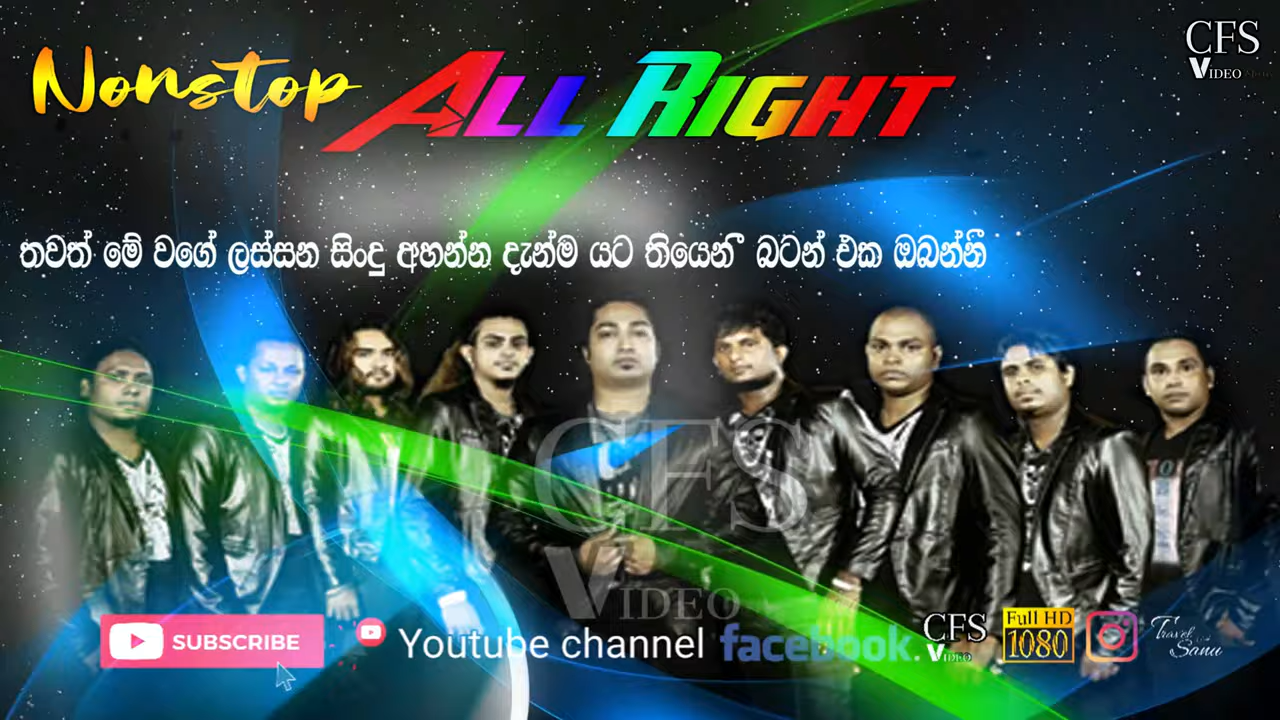 Nonstop ALL RIGHT
CFS
VIDEO
තවත් මේ වගේ ලස්සන සිංදු අහන්න දැන්ම යට තියෙන ී බටන් එක ඔබන්නී
CFS
VIDEO
SUBSCRIBE
Youtube channel
facebook.
CFS
VIDEO
Full HD
1080
Travel
Sanu